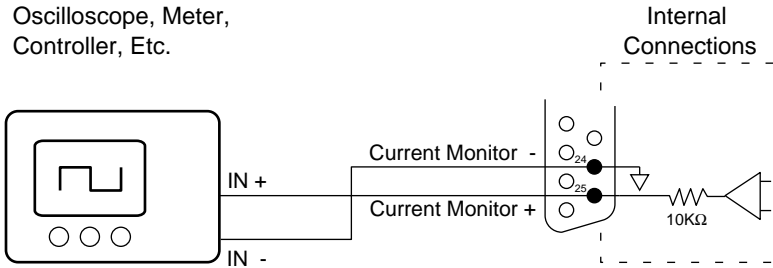 Oscilloscope, Meter,
Controller, Etc.
Internal
Connections
Current Monitor -
24
IN +
25
Current Monitor +
10KΩ
IN -